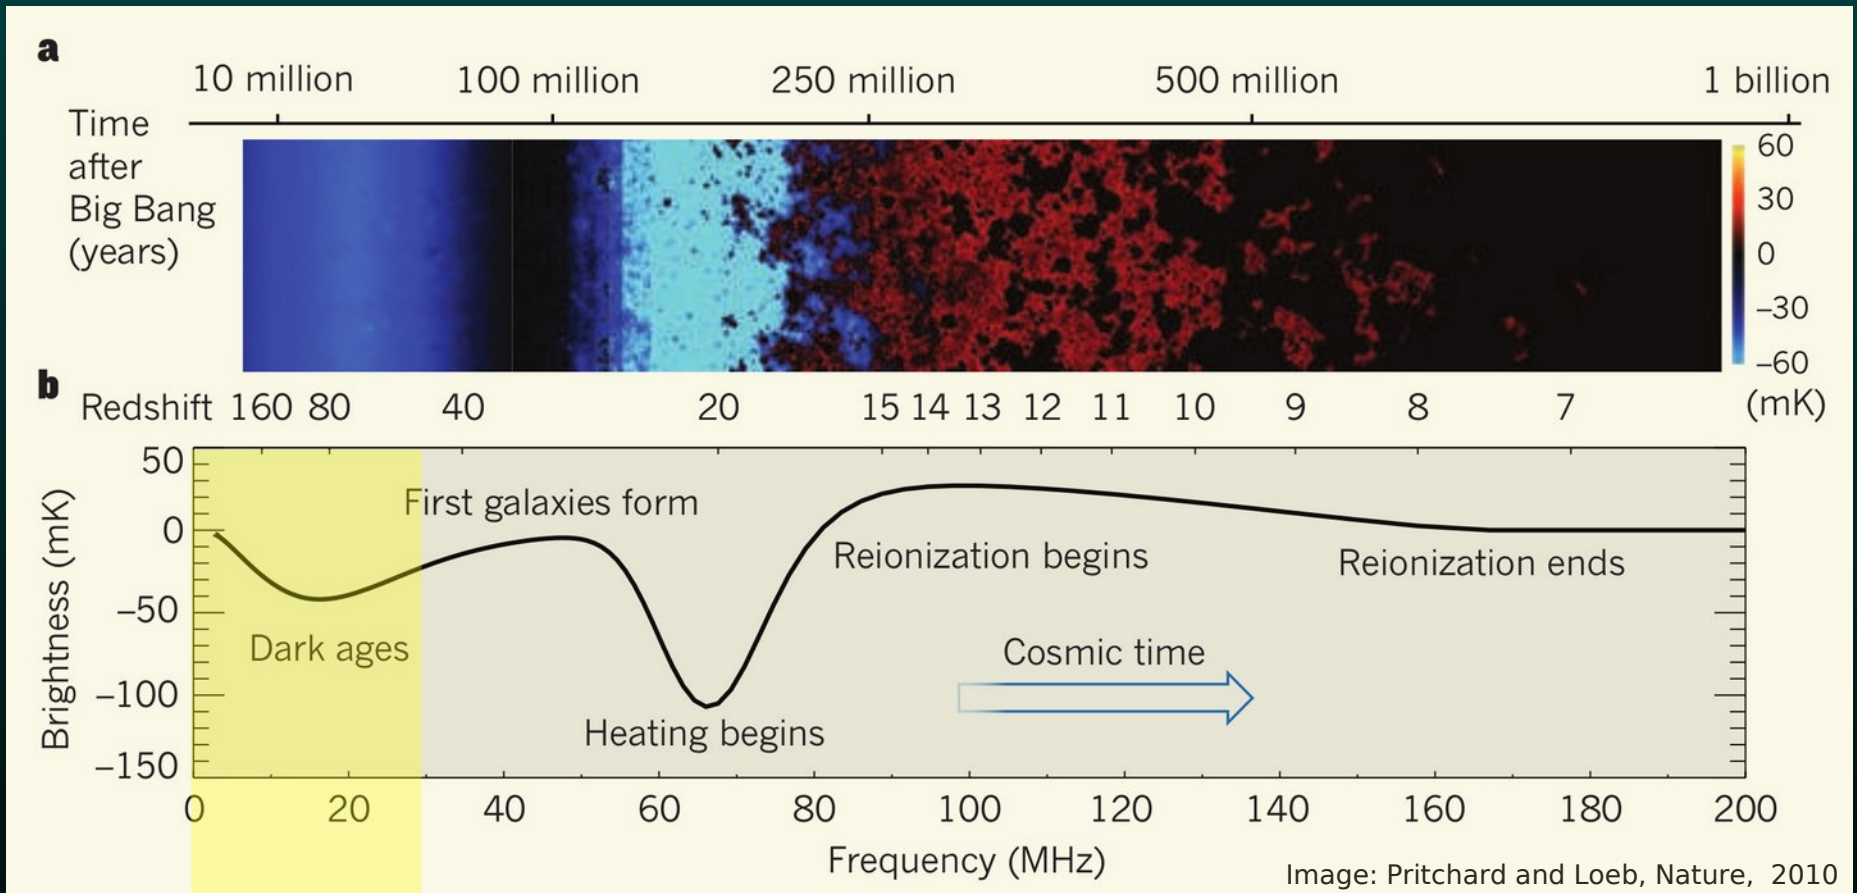 a
10 million 100 million 250 million 500 million 1 billion
Time
after
Big Bang
(years)
60
30
0
−30
−60
(mK)
b
Redshift 160 80 40 20 15 14 13 12 11 10 9 8 7
50
0
−50
−100
−150
Brightness (mK)
First galaxies form
Reionization begins
Reionization ends
Dark ages
Cosmic time
Heating begins
0 20 40 60 80 100 120 140 160 180 200
Frequency (MHz)
Image: Pritchard and Loeb, Nature, 2010